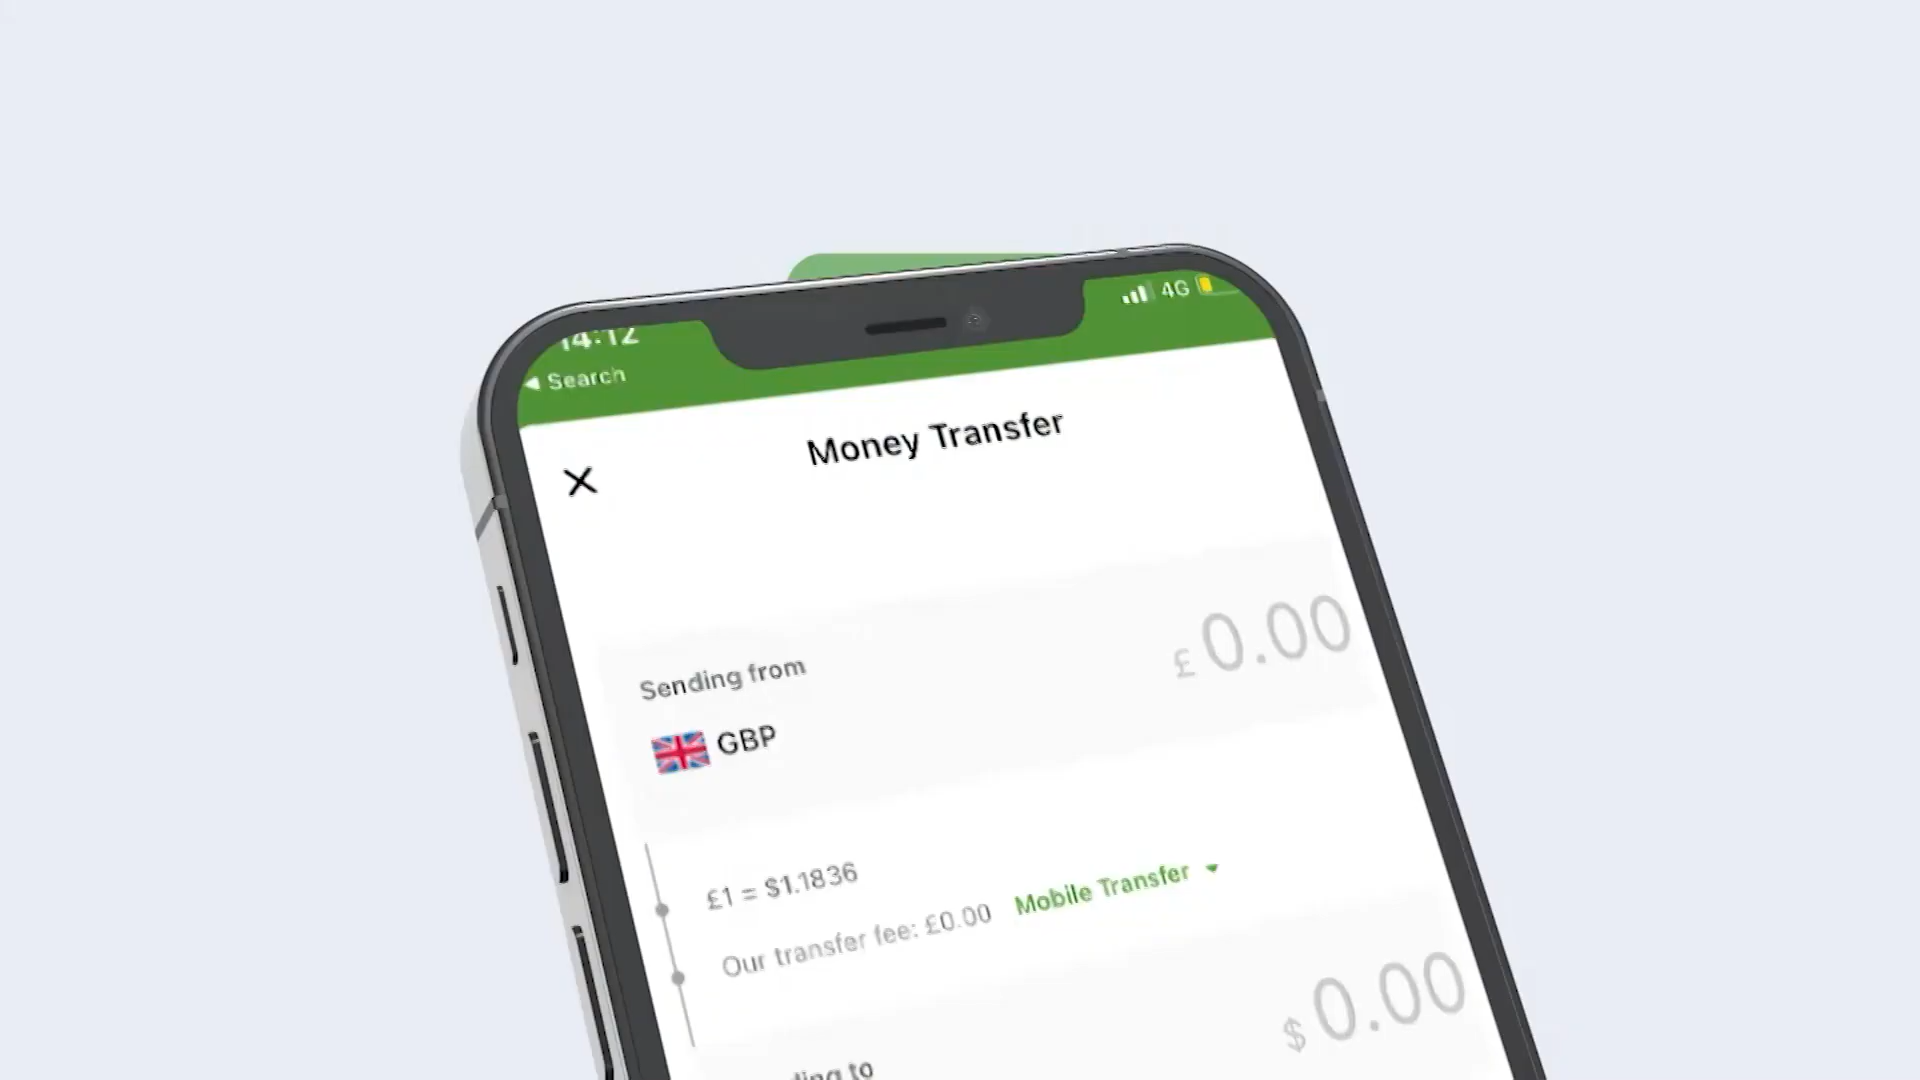 14:12
4G
Search
Money Transfer
Sending from
£ 0.00
GBP
£1 = $1.1836
Our transfer fee: £0.00 Mobile Transfer
$ 0.00
to